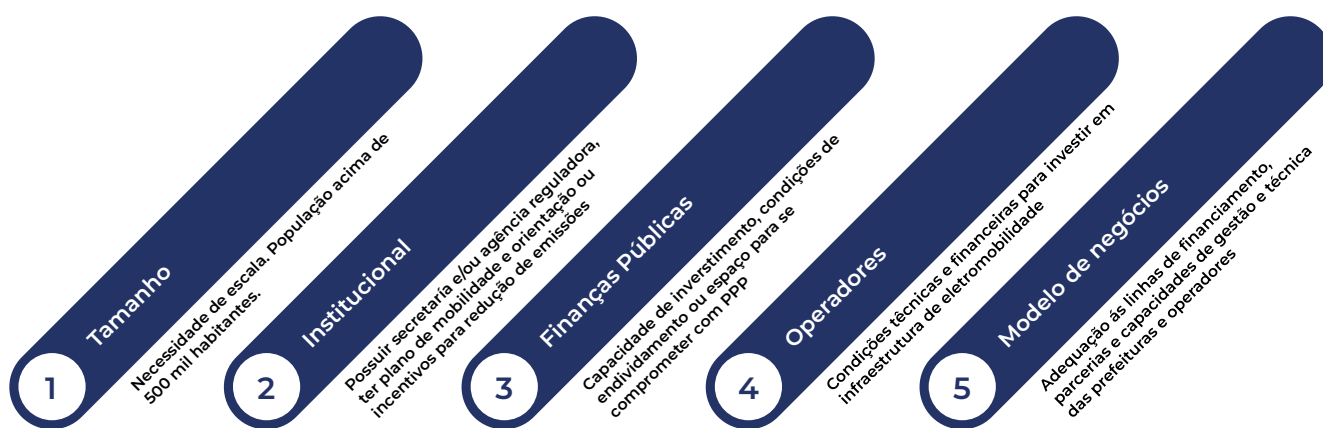 1
Tamanho
Necessidade de escala. População acima de
500 mil habitantes.
2
Institucional
Possuir secretaría e/ou agência reguladora,
ter plano de mobilidade e orientação ou
incentivos para redução de emissões
3
Finanças Públicas
Capacidade de inverstimento, condições de
endividamento ou espaço para se
comprometer com PPP
4
Operadores
Condições técnicas e financeiras para investir em
infraestrutura de eletromobilidade
5
Modelo de negócios
Adequação ás linhas de financiamento,
parcerias e capacidades de gestão e técnica
das prefeituras e operadores